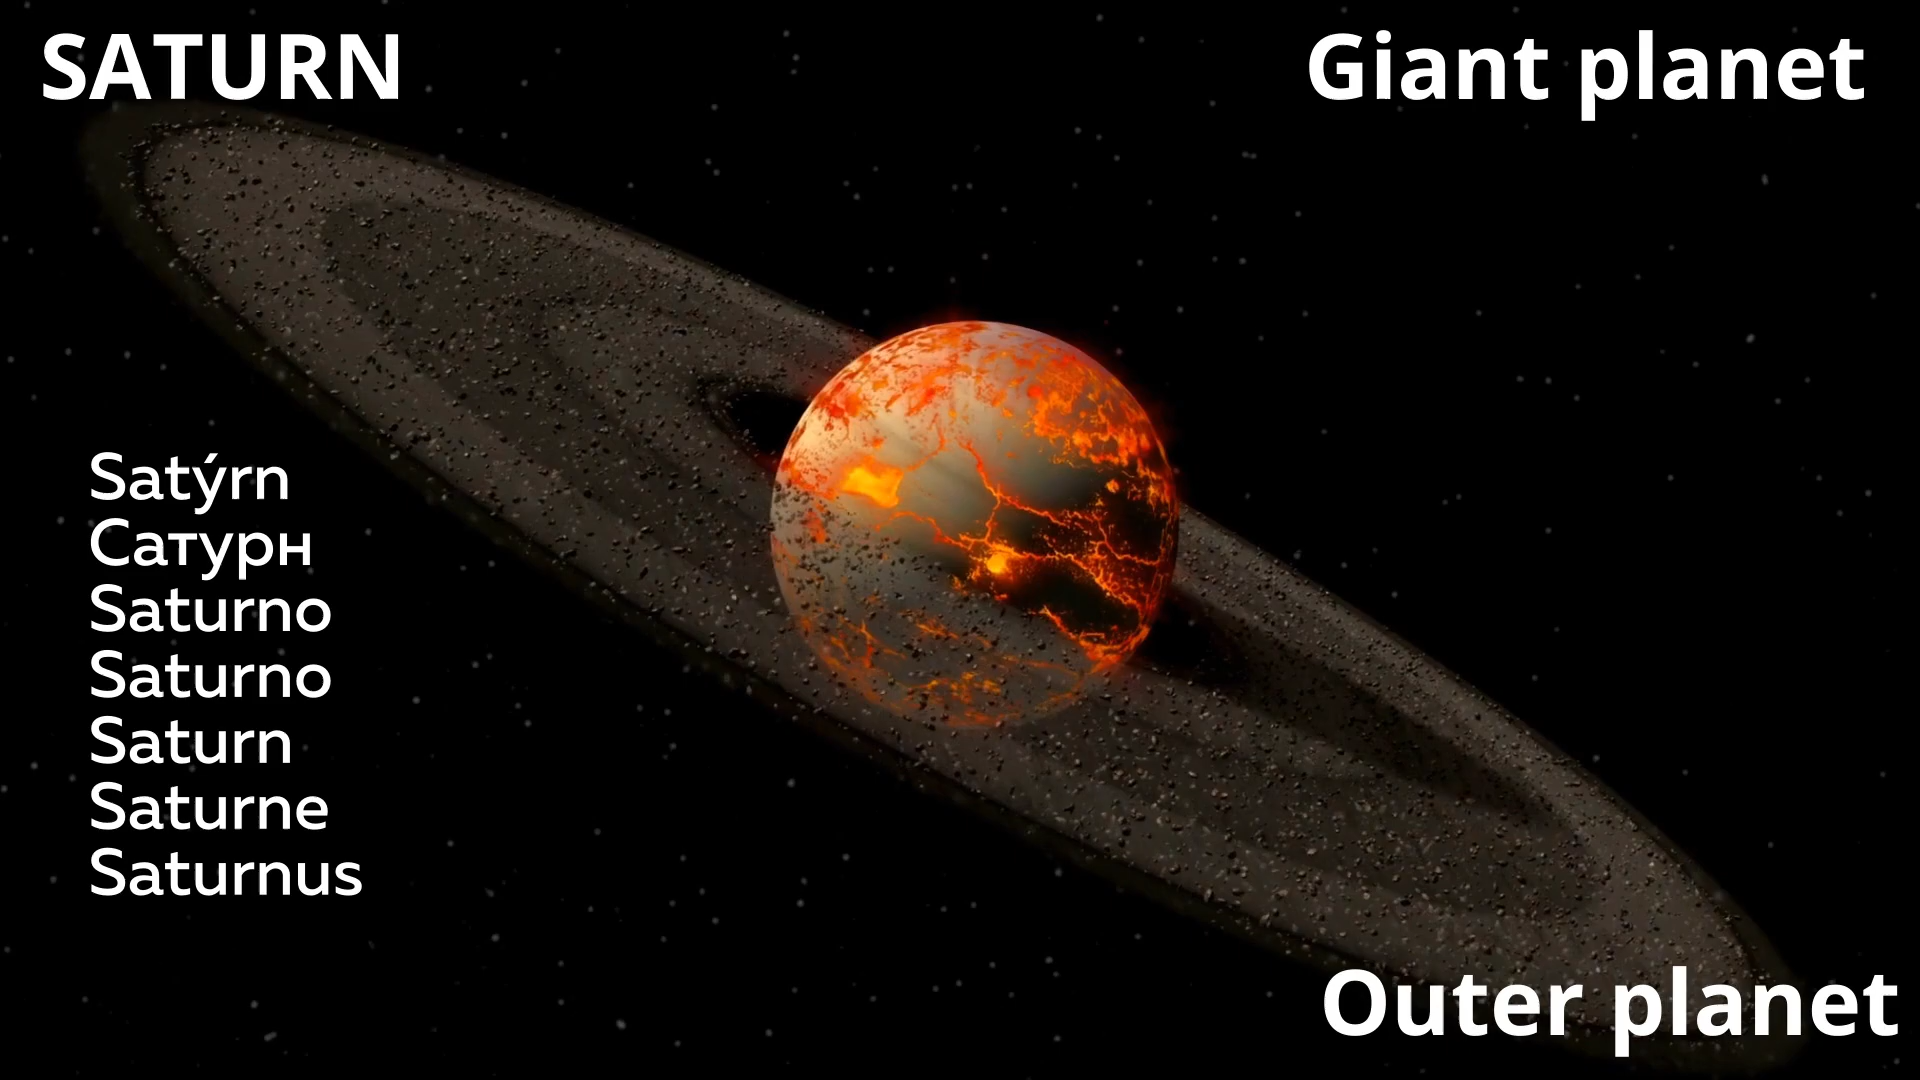 SATURN
Giant planet
Satýrn
Сатурн
Saturno
Saturno
Saturn
Saturne
Saturnus
Outer planet